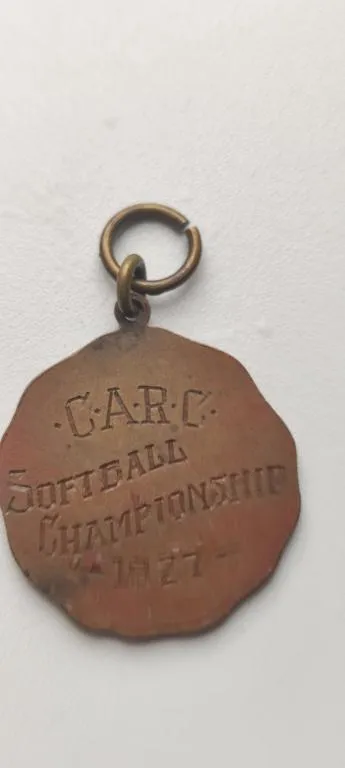 ·C·A·R·C·
SOFTBALL
CHAMPIONSHIP
- 1927 -